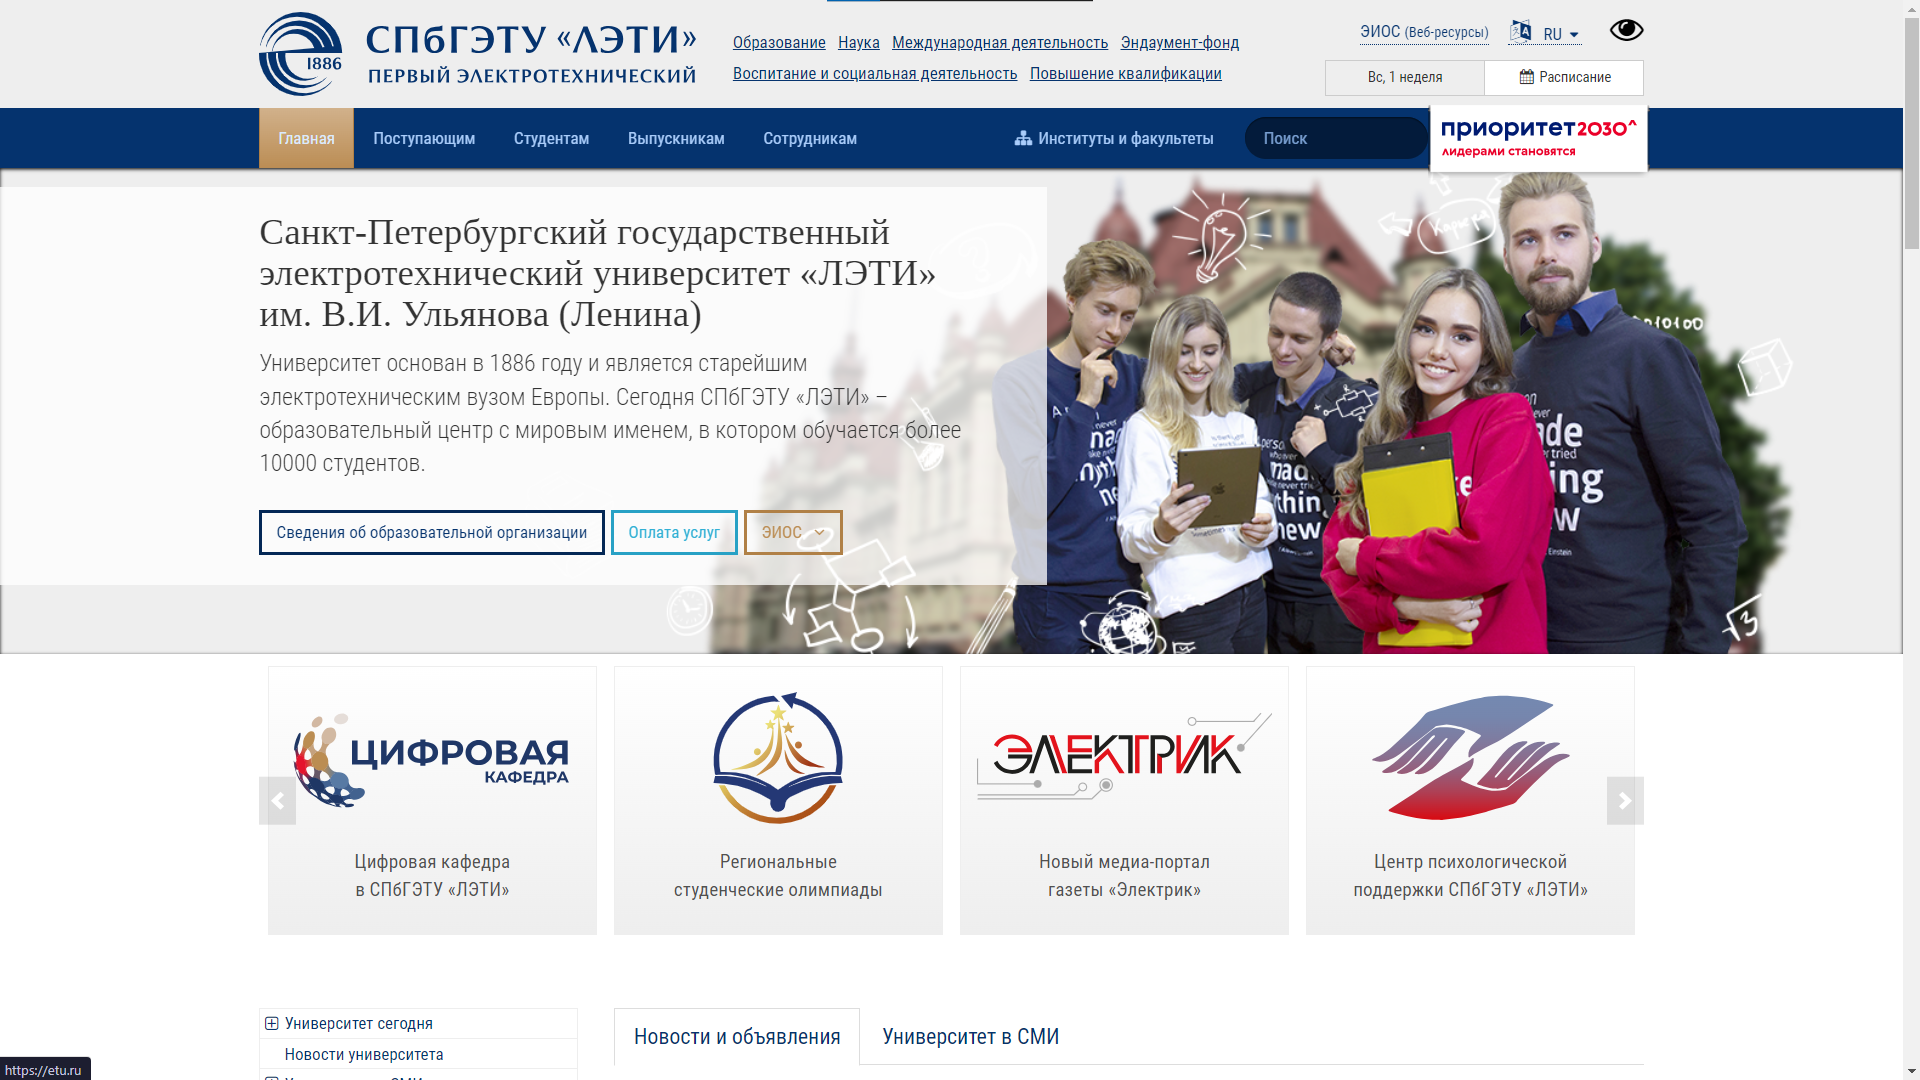 СПбГЭТУ «ЛЭТИ»
ПЕРВЫЙ ЭЛЕКТРОТЕХНИЧЕСКИЙ
1886
Образование Наука Международная деятельность Эндаумент-фонд
Воспитание и социальная деятельность Повышение квалификации
ЭИОС (Веб-ресурсы) RU
Вс, 1 неделя Расписание
Главная Поступающим Студентам Выпускникам Сотрудникам Институты и факультеты Поиск
приоритет2030^
лидерами становятся
Санкт-Петербургский государственный
электротехнический университет «ЛЭТИ»
им. В.И. Ульянова (Ленина)
Университет основан в 1886 году и является старейшим
электротехническим вузом Европы. Сегодня СПбГЭТУ «ЛЭТИ» –
образовательный центр с мировым именем, в котором обучается более
10000 студентов.
Сведения об образовательной организации Оплата услуг ЭИОС
Карьера
010100
√3
ЦИФРОВАЯ
КАФЕДРА
ЭЛЕКТРИК
Цифровая кафедра
в СПбГЭТУ «ЛЭТИ»
Региональные
студенческие олимпиады
Новый медиа-портал
газеты «Электрик»
Центр психологической
поддержки СПбГЭТУ «ЛЭТИ»
Университет сегодня
Новости университета
Новости и объявления Университет в СМИ
https://etu.ru